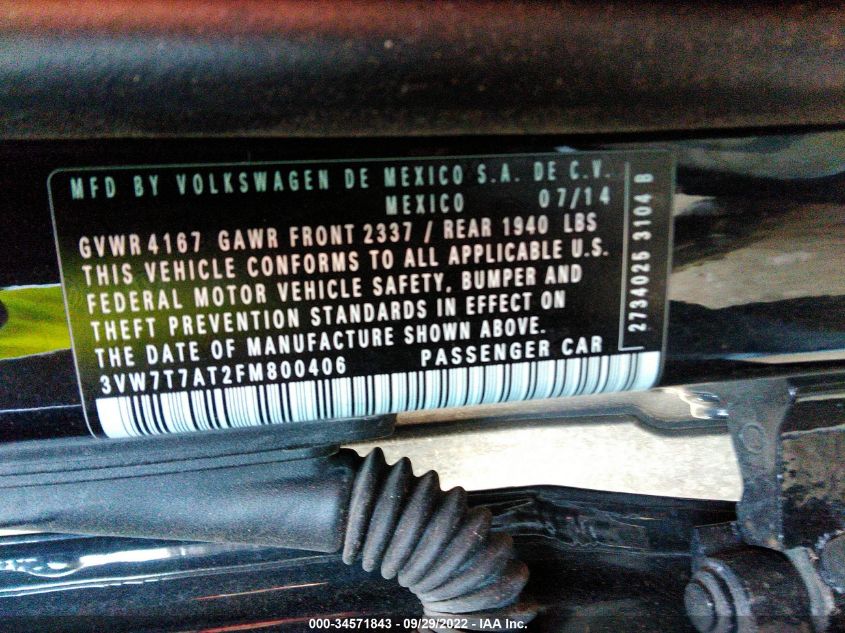 MFD BY VOLKSWAGEN DE MEXICO S.A. DE C.V.
MEXICO 07/14
GVWR 4167 GAWR FRONT 2337 / REAR 1940 LBS
THIS VEHICLE CONFORMS TO ALL APPLICABLE U.S.
FEDERAL MOTOR VEHICLE SAFETY, BUMPER AND
THEFT PREVENTION STANDARDS IN EFFECT ON
THE DATE OF MANUFACTURE SHOWN ABOVE.
3VW7T7AT2FM800406 PASSENGER CAR
2734026 3104 B
000-34571843 - 09/29/2022 - IAA Inc.